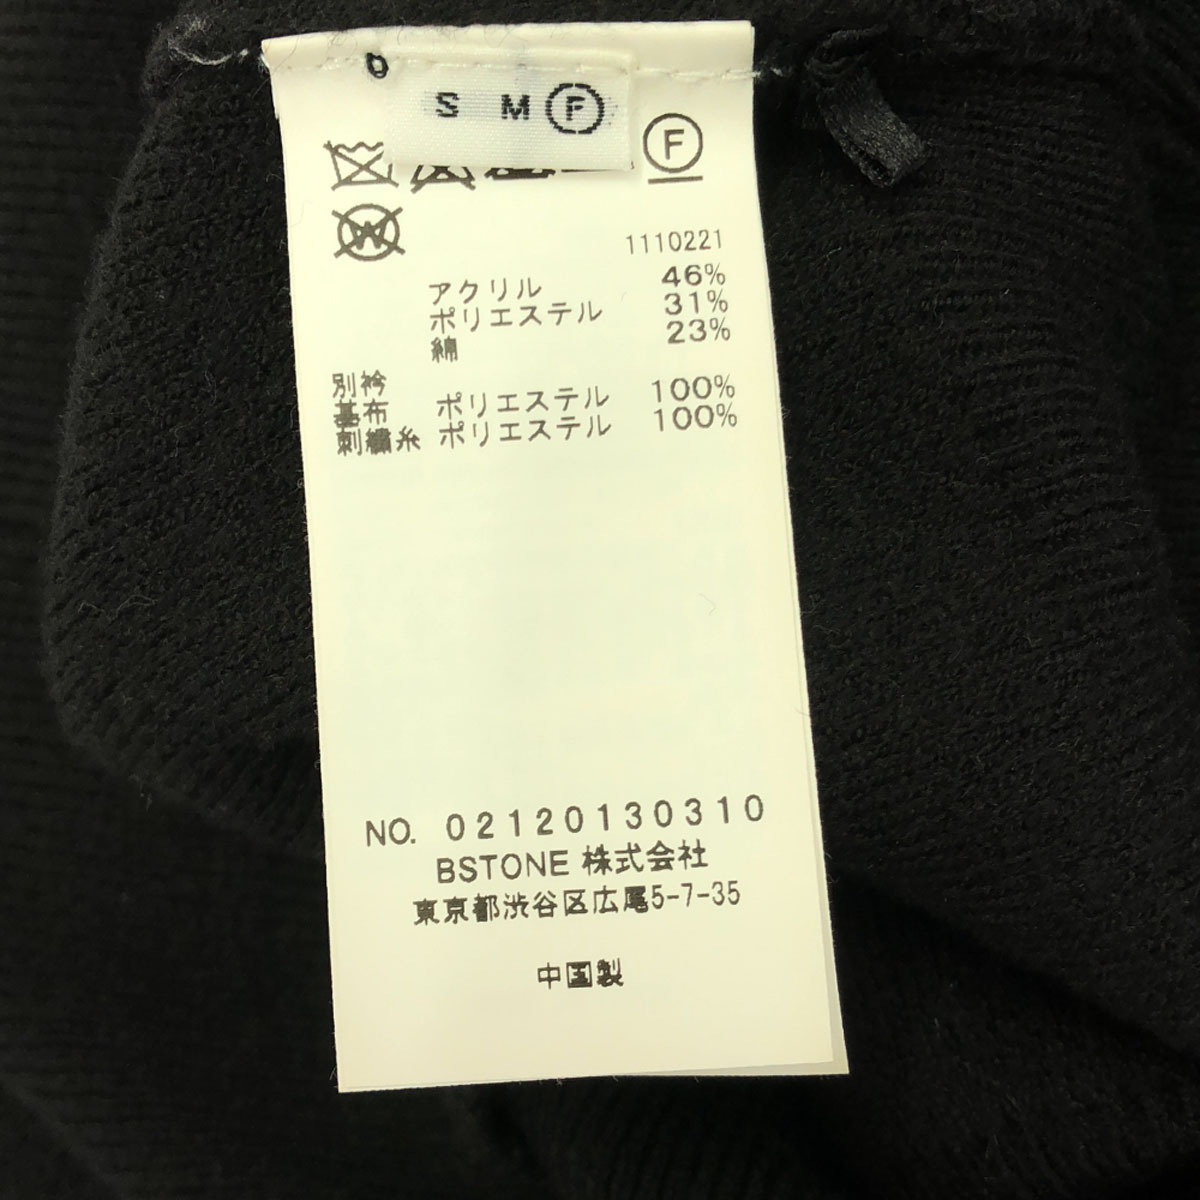 S M F
F
W
1110221
アクリル 46%
ポリエステル 31%
綿 23%
別衿
基布 ポリエステル 100%
刺繍糸 ポリエステル 100%
NO. 02120130310
BSTONE 株式会社
東京都渋谷区広尾5-7-35
中国製